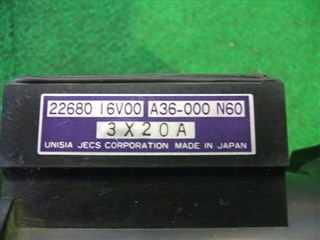 22680 16V00 A36-000 N60
3X20A
UNISIA JECS CORPORATION MADE IN JAPAN